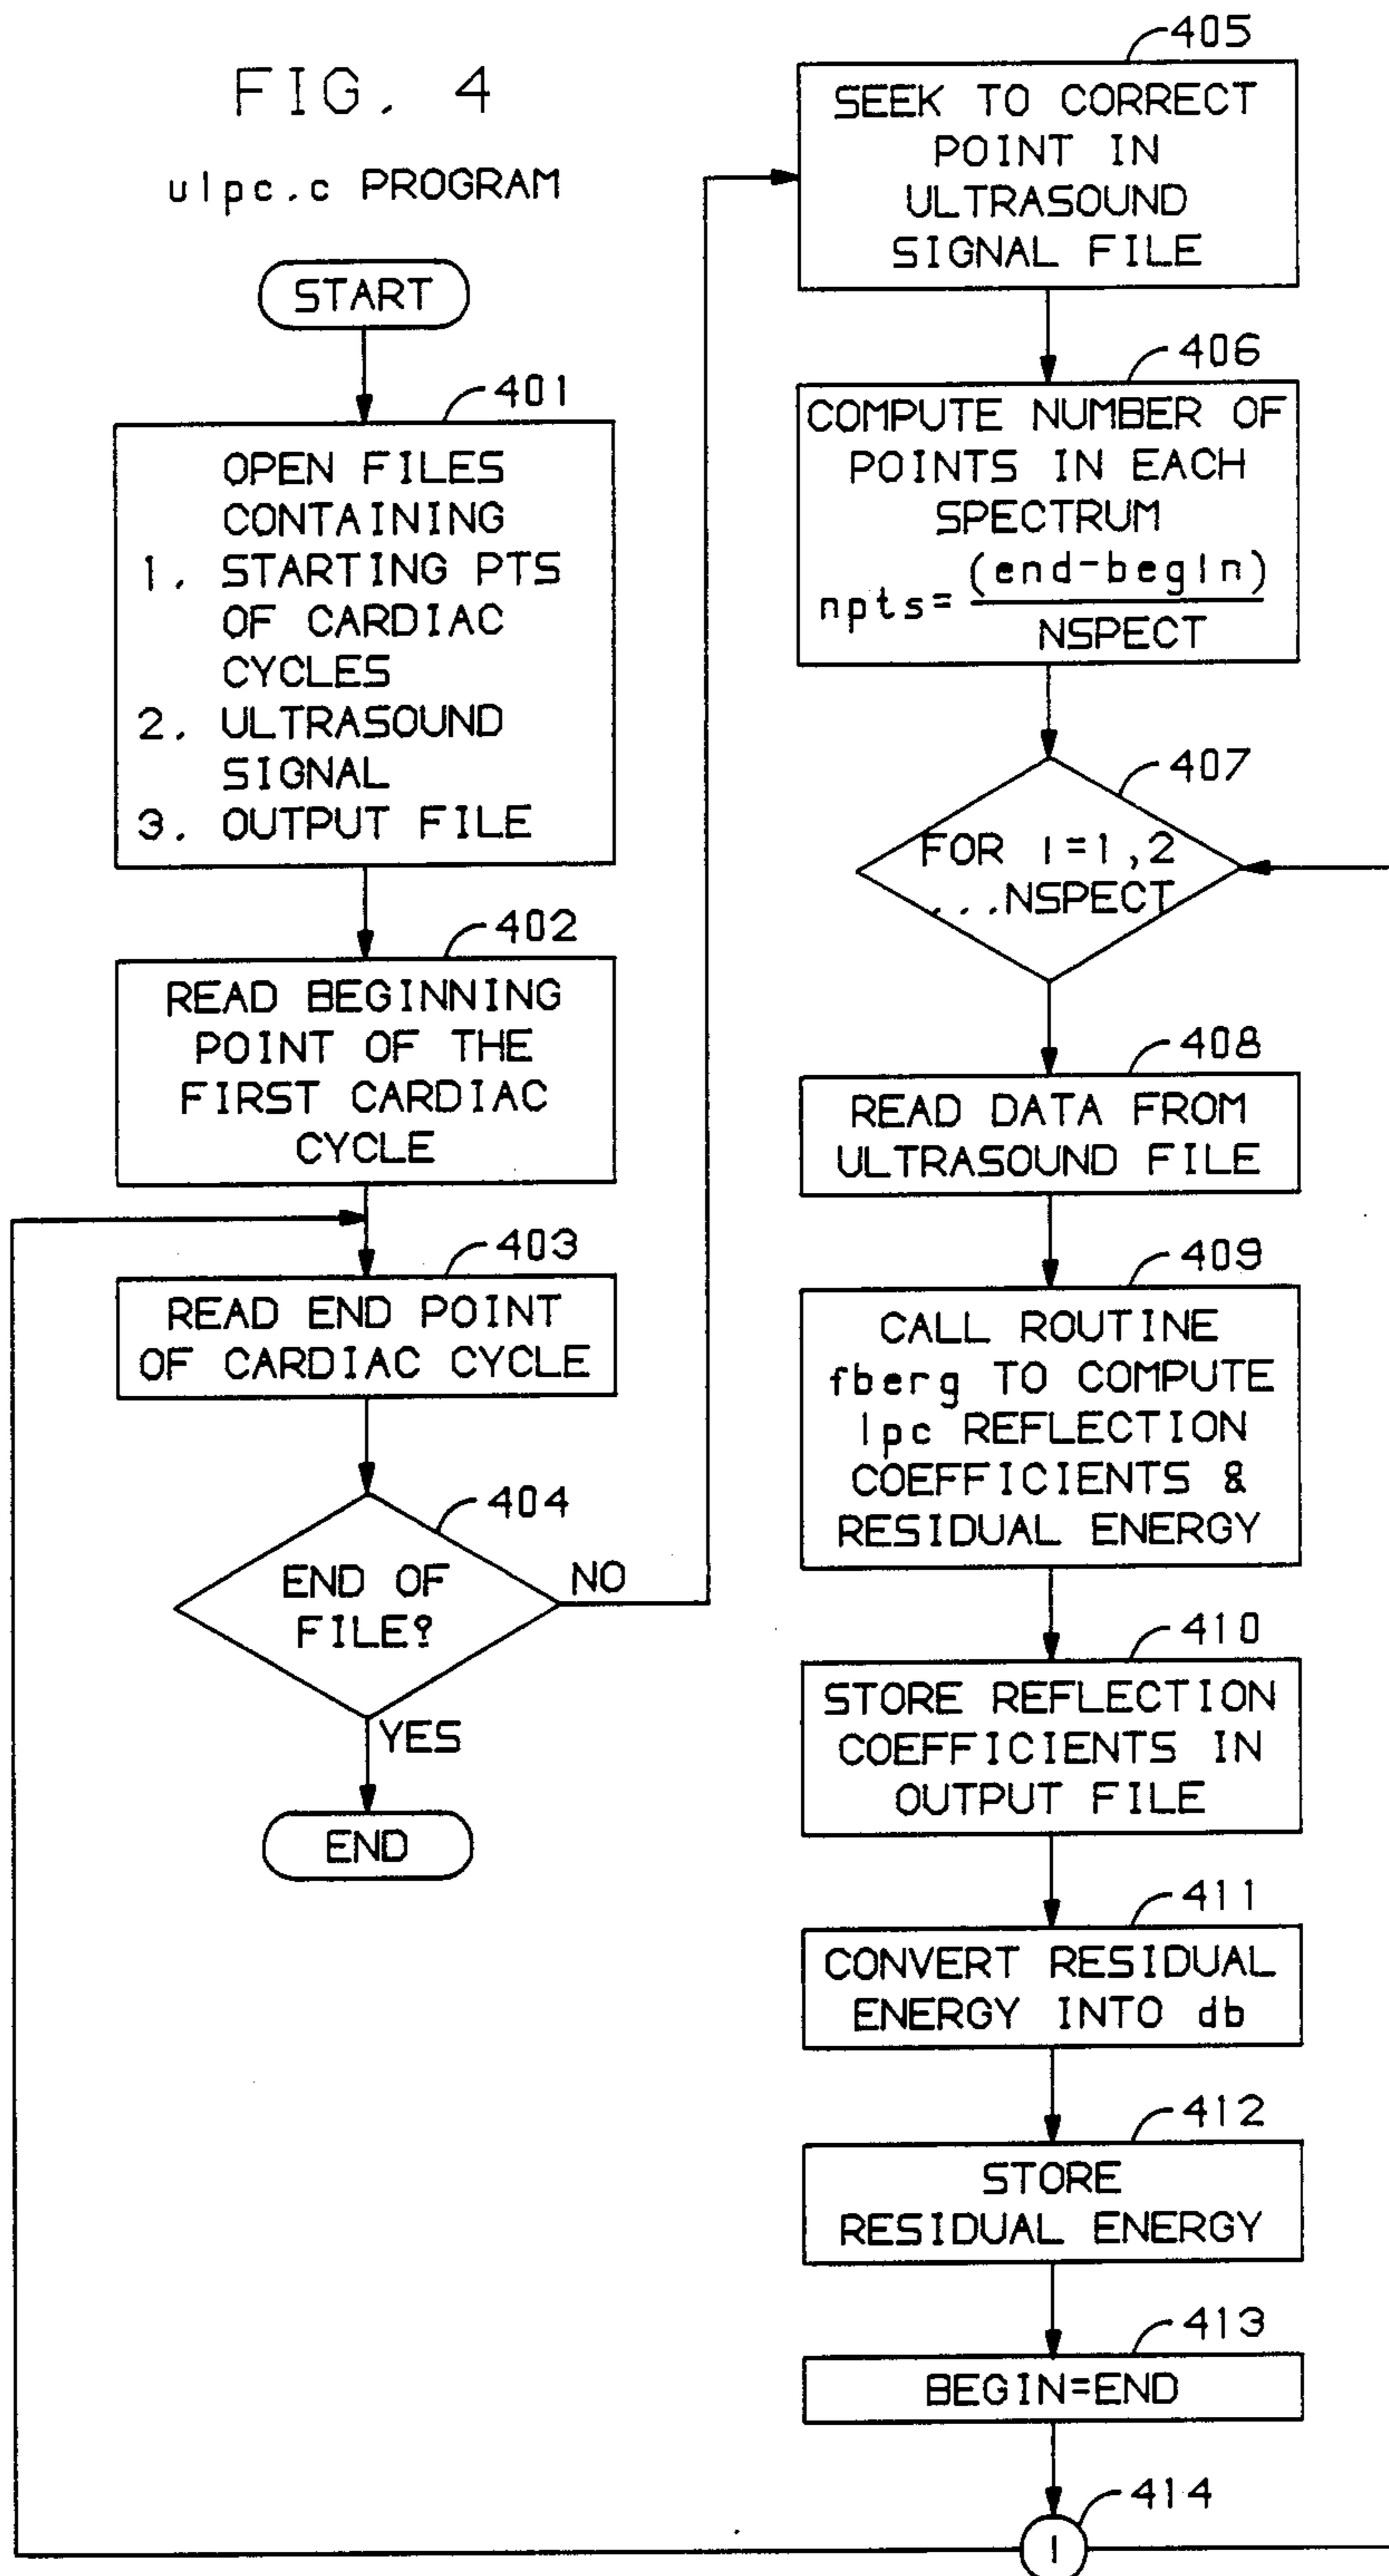 FIG. 4
ulpc.c PROGRAM
START
401
OPEN FILES
CONTAINING
1. STARTING PTS
OF CARDIAC
CYCLES
2. ULTRASOUND
SIGNAL
3. OUTPUT FILE
402
READ BEGINNING
POINT OF THE
FIRST CARDIAC
CYCLE
403
READ END POINT
OF CARDIAC CYCLE
404
END OF
FILE?
NO
YES
END
405
SEEK TO CORRECT
POINT IN
ULTRASOUND
SIGNAL FILE
406
COMPUTE NUMBER OF
POINTS IN EACH
SPECTRUM
npts=(end-begin)
NSPECT
407
FOR i=1,2
...NSPECT
408
READ DATA FROM
ULTRASOUND FILE
409
CALL ROUTINE
fberg TO COMPUTE
lpc REFLECTION
COEFFICIENTS &
RESIDUAL ENERGY
410
STORE REFLECTION
COEFFICIENTS IN
OUTPUT FILE
411
CONVERT RESIDUAL
ENERGY INTO db
412
STORE
RESIDUAL ENERGY
413
BEGIN=END
414
I